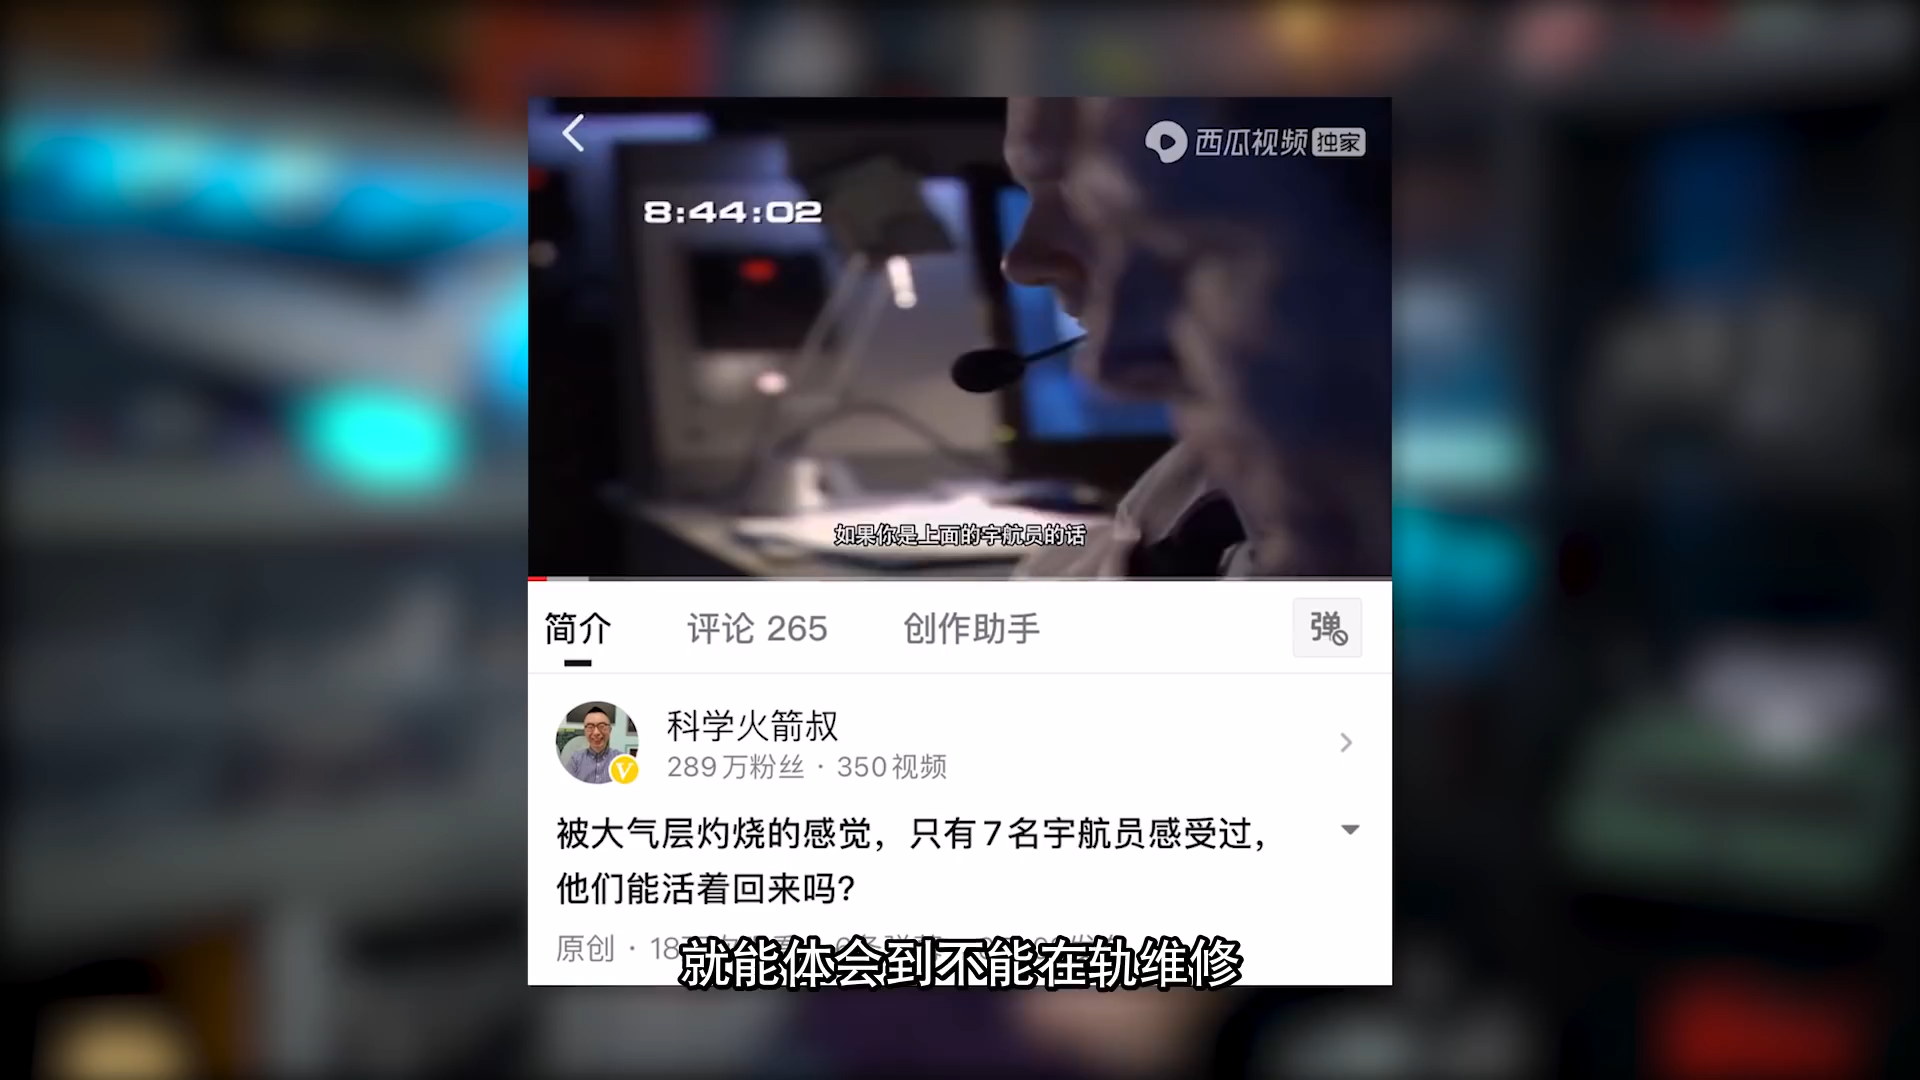 西瓜视频 独家
8:44:02
如果你是上面的宇航员的话
简介 评论 265 创作助手 弹
科学火箭叔
289万粉丝 · 350视频
被大气层灼烧的感觉，只有7名宇航员感受过，
他们能活着回来吗?
原创 · 18
就能体会到不能在轨维修